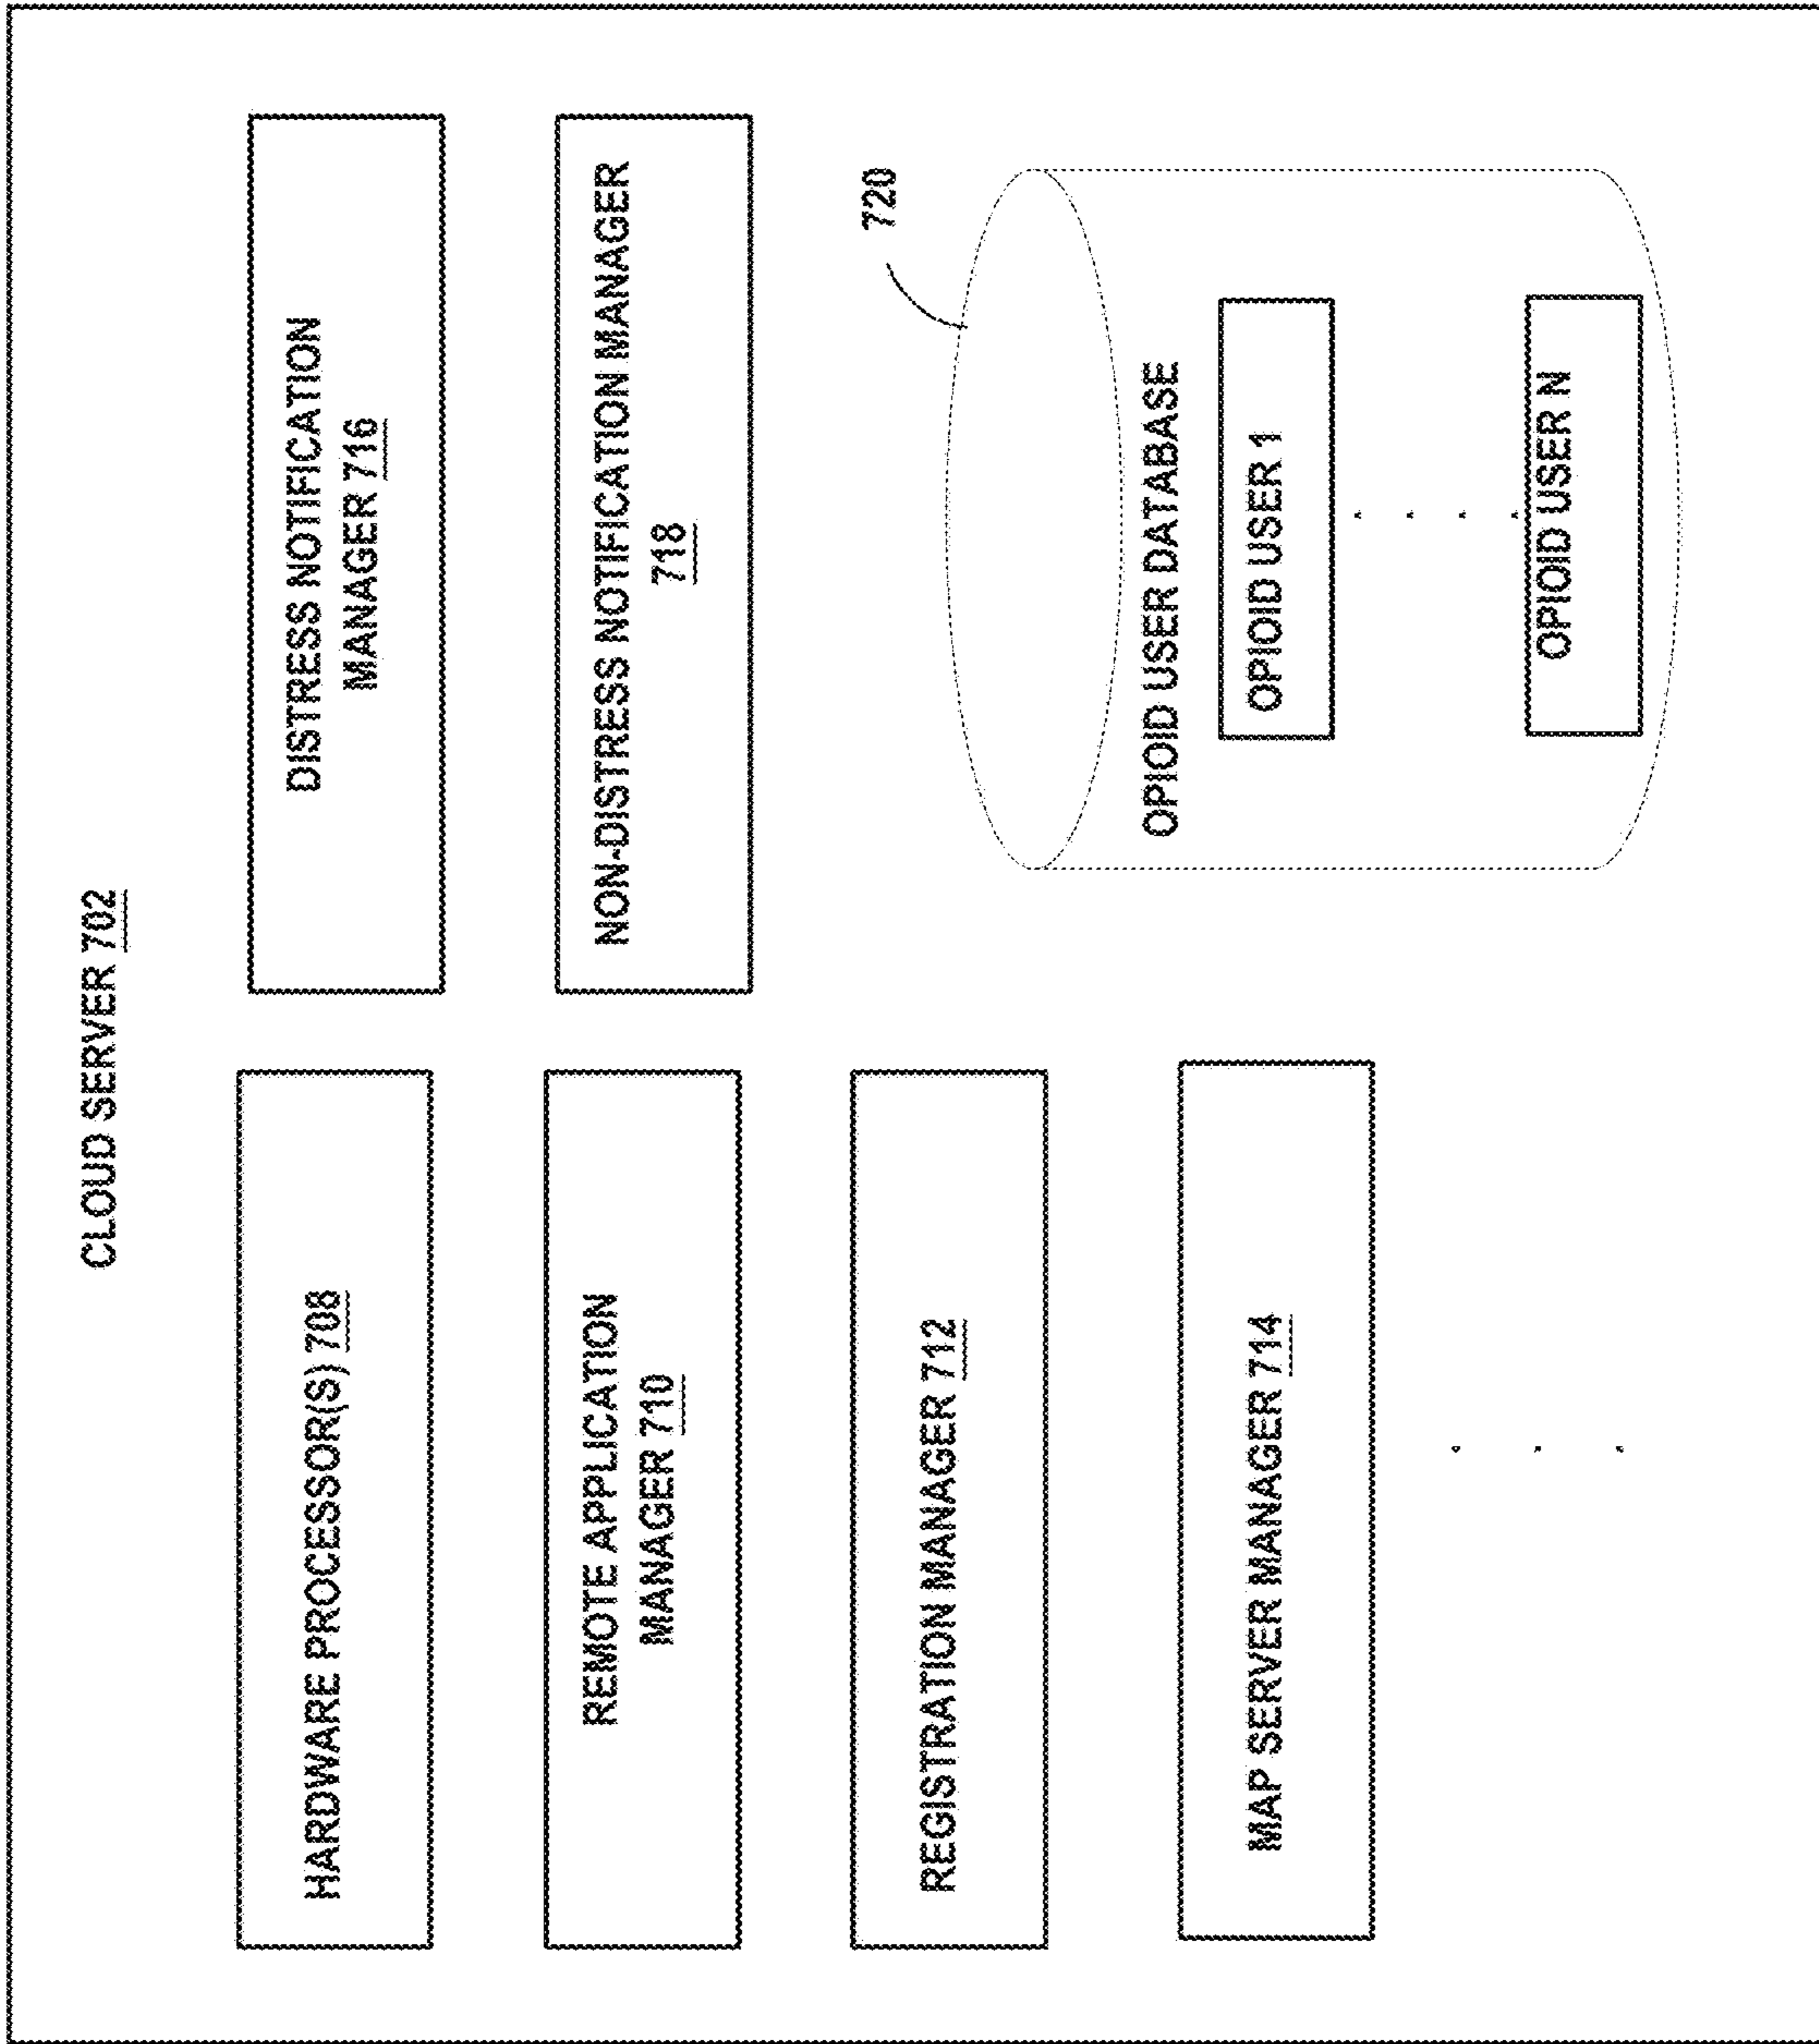 CLOUD SERVER 702
HARDWARE PROCESSOR(S) 708
REMOTE APPLICATION
MANAGER 710
REGISTRATION MANAGER 712
MAP SERVER MANAGER 714
DISTRESS NOTIFICATION
MANAGER 716
NON-DISTRESS NOTIFICATION MANAGER
718
720
OPIOID USER DATABASE
OPIOID USER 1
OPIOID USER N